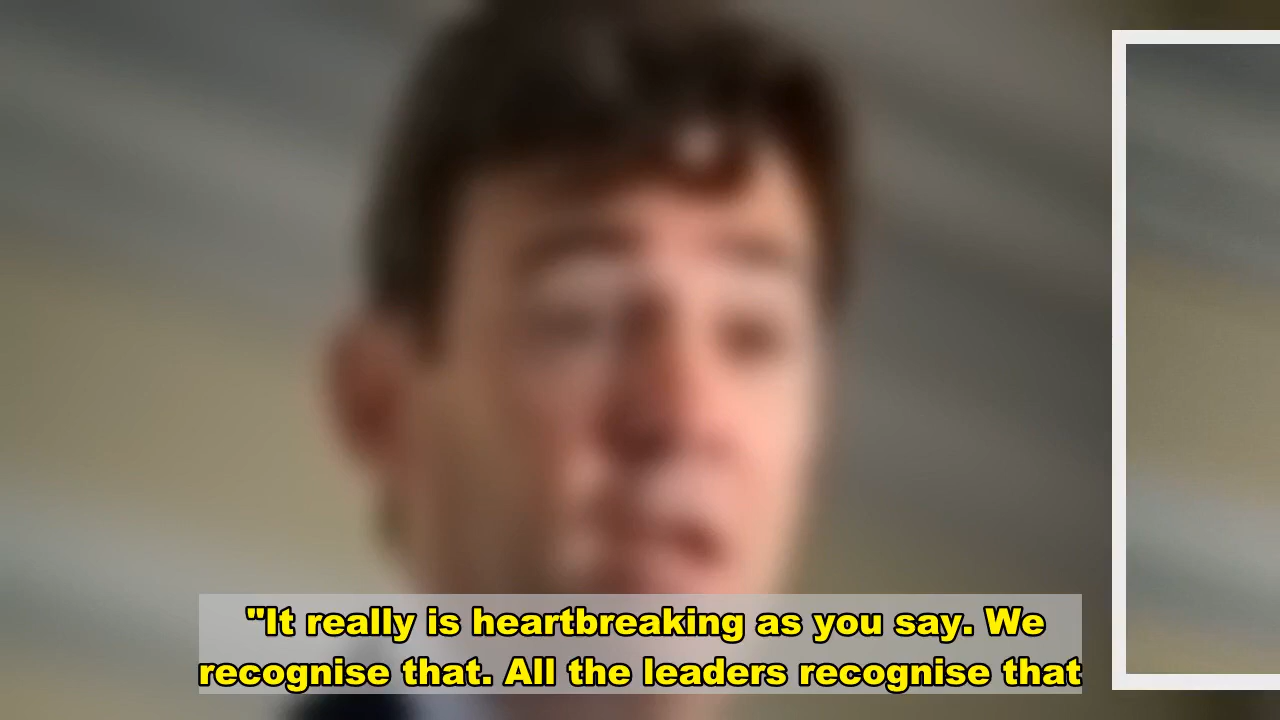 "It really is heartbreaking as you say. We
recognise that. All the leaders recognise that